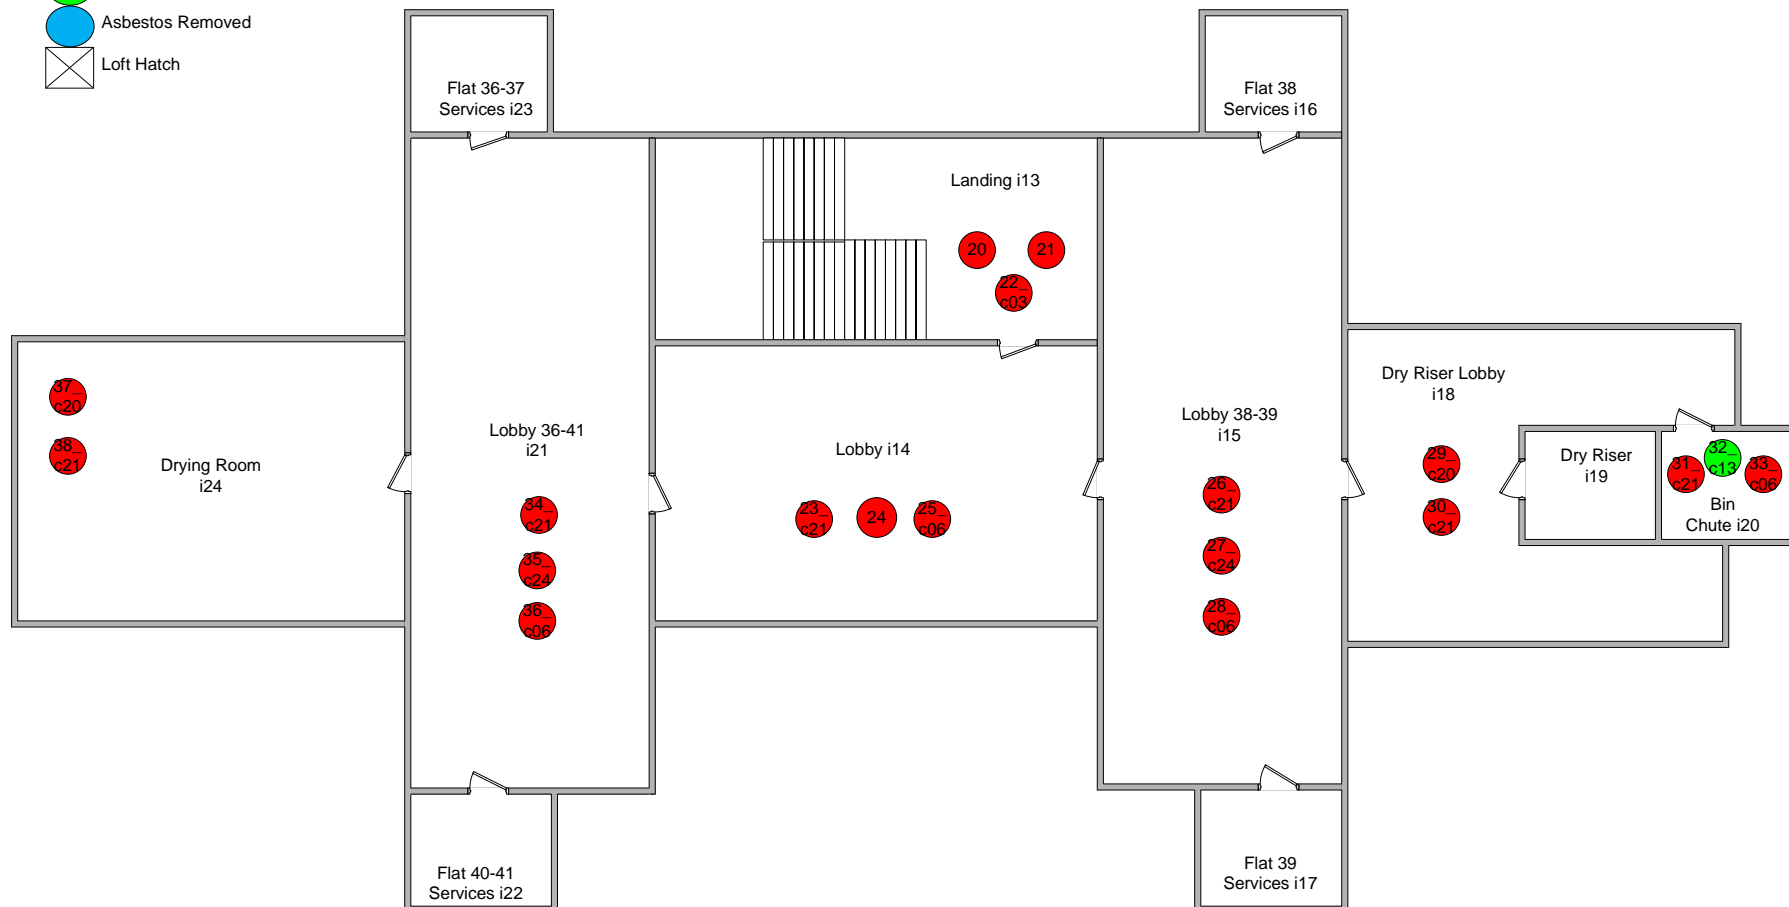 Asbestos Removed
Loft Hatch
Flat 36-37
Services i23
Flat 38
Services i16
Landing i13
20
21
22_
c03
Dry Riser Lobby
i18
37_
c20
Lobby 38-39
i15
Lobby 36-41
i21
38_
c21
Drying Room
i24
Lobby i14
29_
c20
Dry Riser
i19
32_
c13
31_
c21
33_
c06
Bin
Chute i20
26_
c21
34_
c21
23_
c21
24
25_
c06
30_
c21
35_
c24
27_
c24
36_
c06
28_
c06
Flat 40-41
Services i22
Flat 39
Services i17